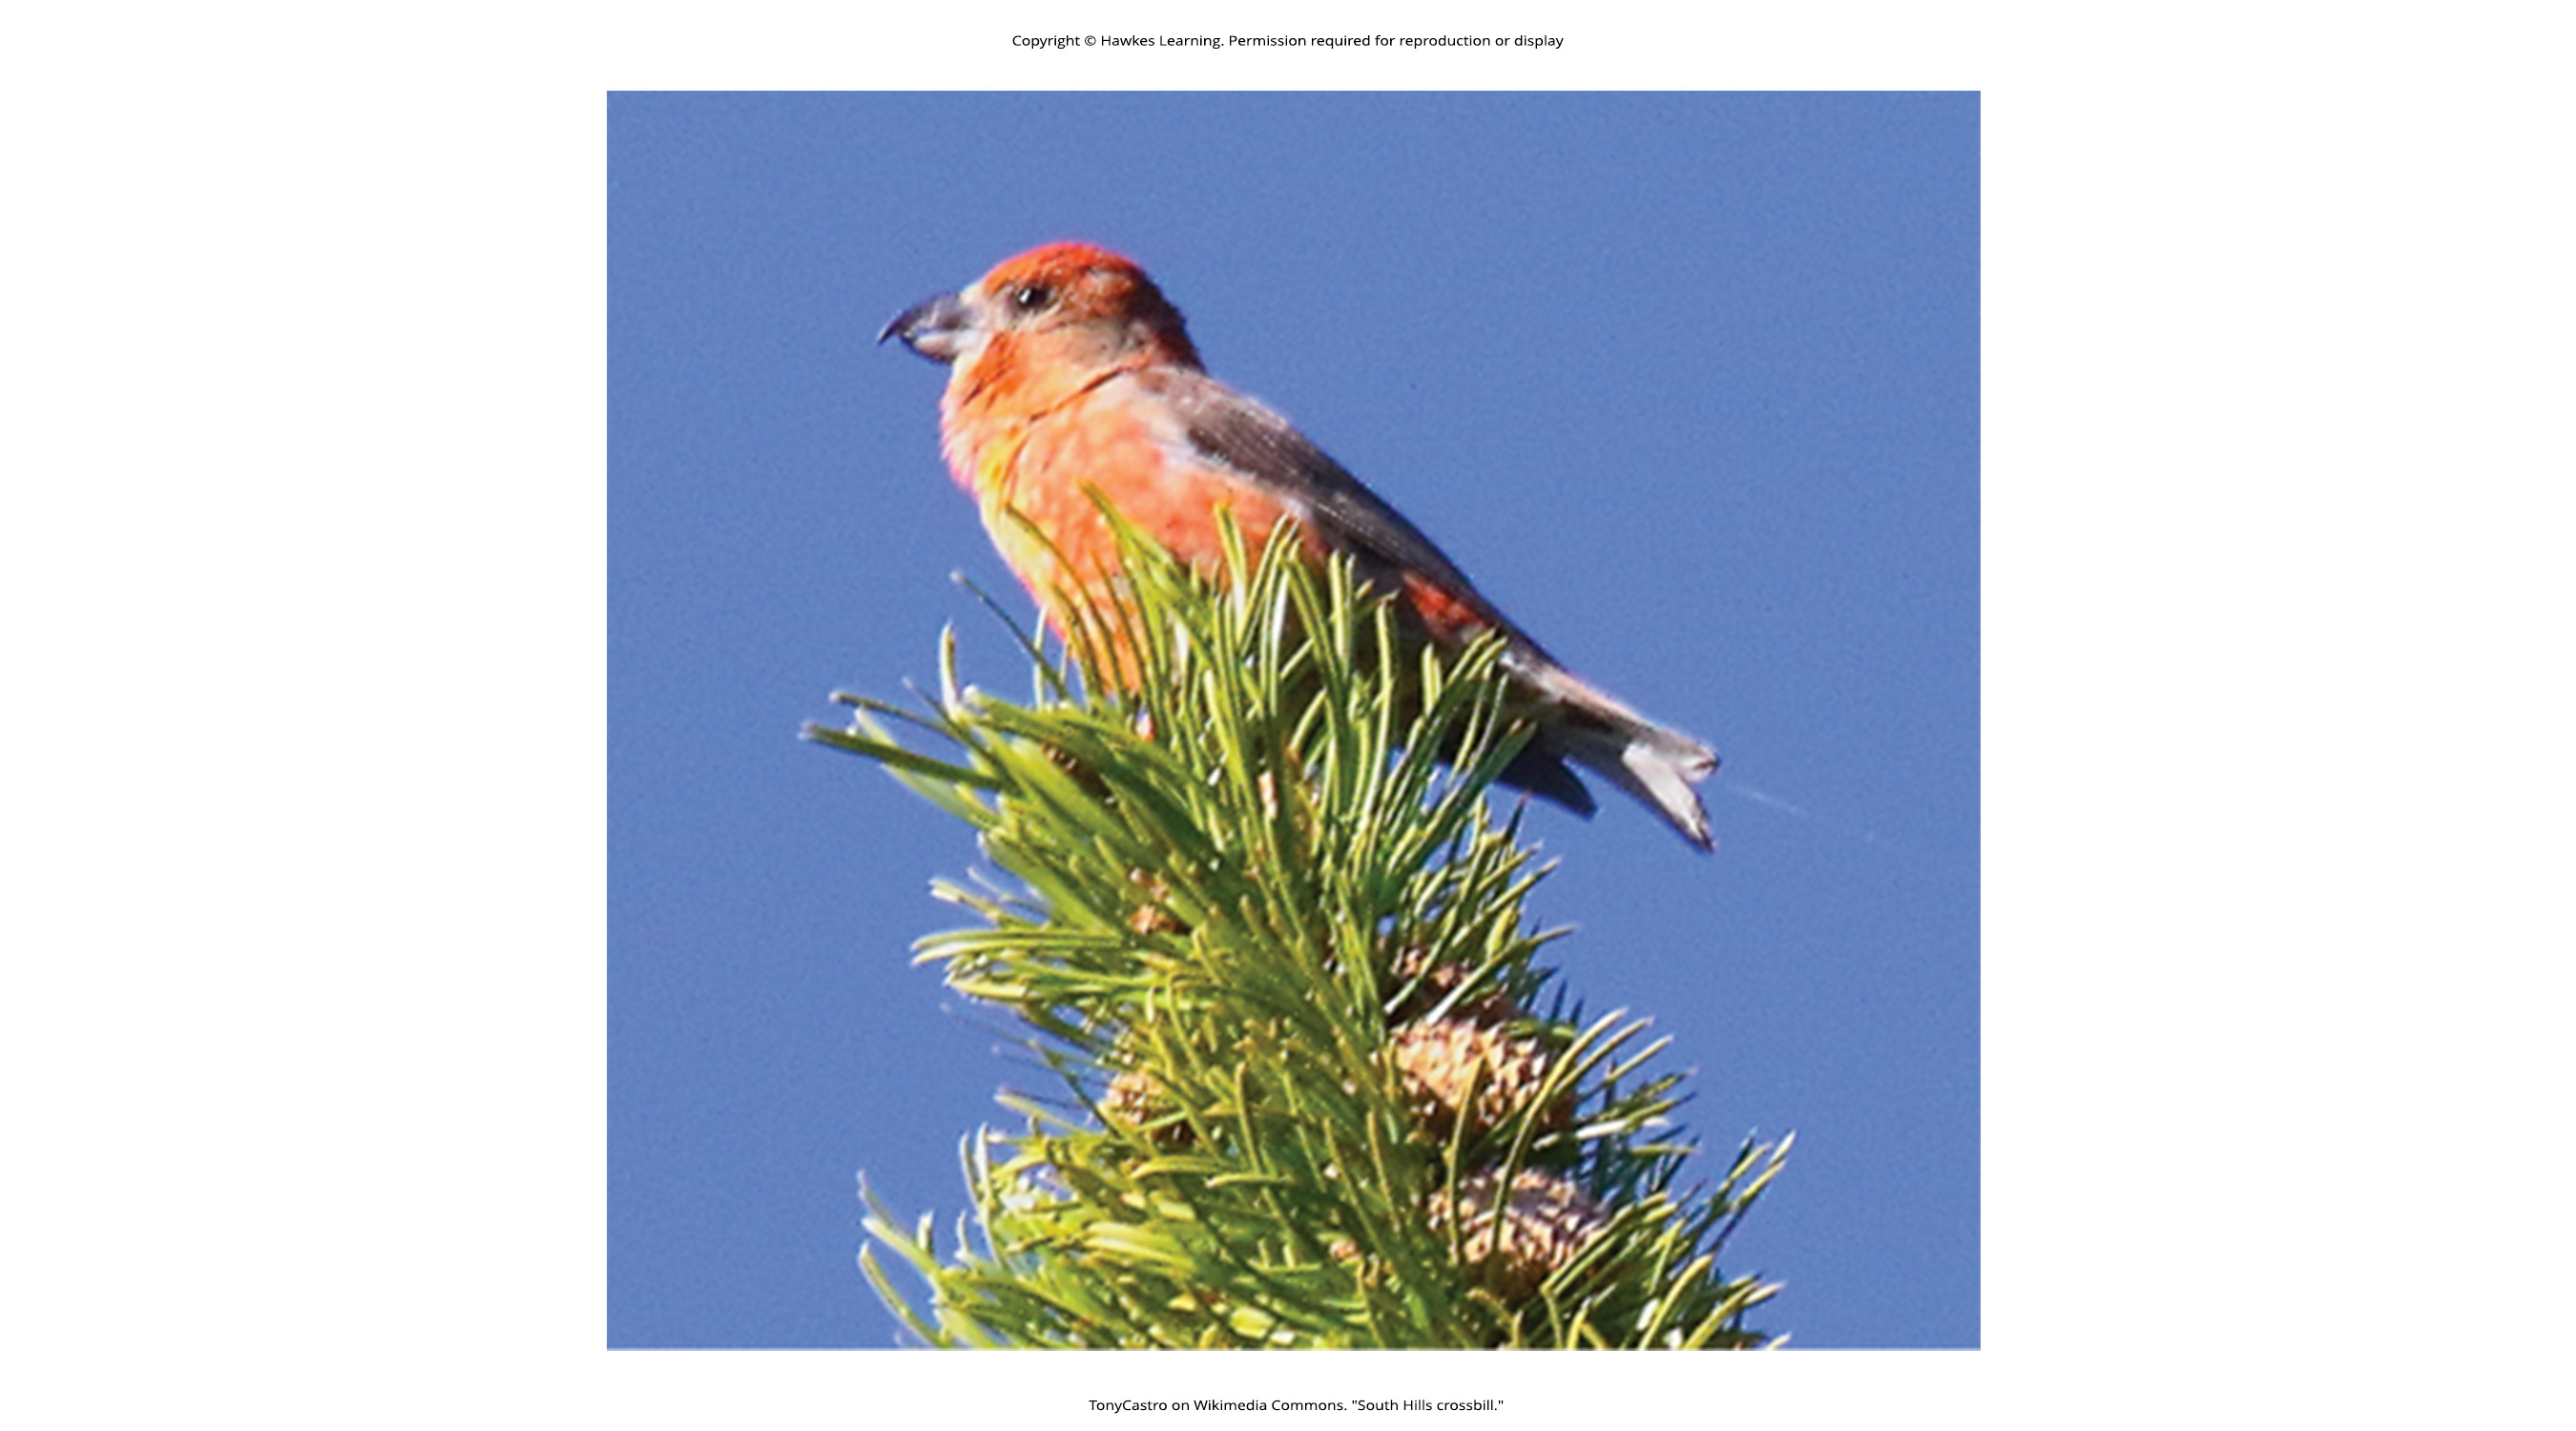 Copyright © Hawkes Learning. Permission required for reproduction or display
TonyCastro on Wikimedia Commons. "South Hills crossbill."